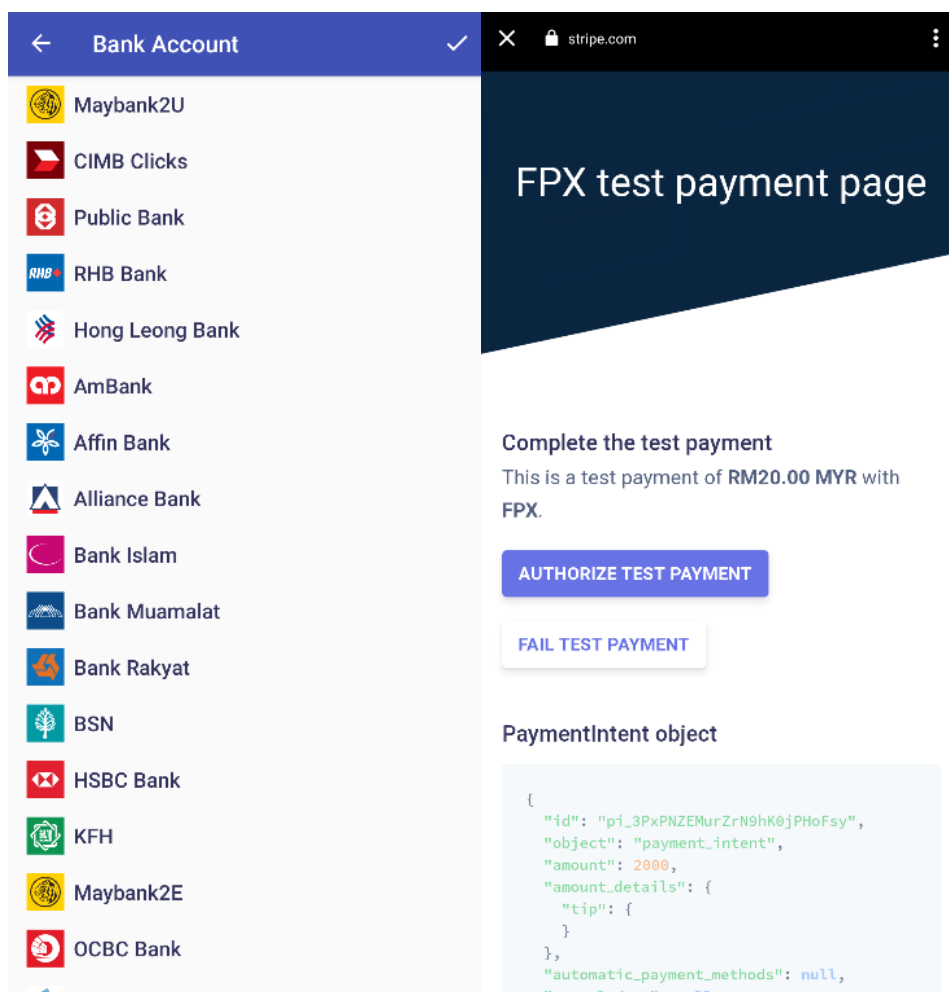 Bank Account
Maybank2U
CIMB Clicks
Public Bank
RHB
RHB Bank
Hong Leong Bank
AmBank
Affin Bank
Alliance Bank
Bank Islam
Bank Muamalat
Bank Rakyat
BSN
HSBC Bank
KFH
Maybank2E
OCBC Bank
stripe.com
FPX test payment page
Complete the test payment
This is a test payment of RM20.00 MYR with
FPX.
AUTHORIZE TEST PAYMENT
FAIL TEST PAYMENT
PaymentIntent object
{
"id": "pi_3PxPNZEMurZrN9hK0jPHoFsy",
"object": "payment_intent",
"amount": 2000,
"amount_details": {
"tip": {
}
},
"automatic_payment_methods": null,